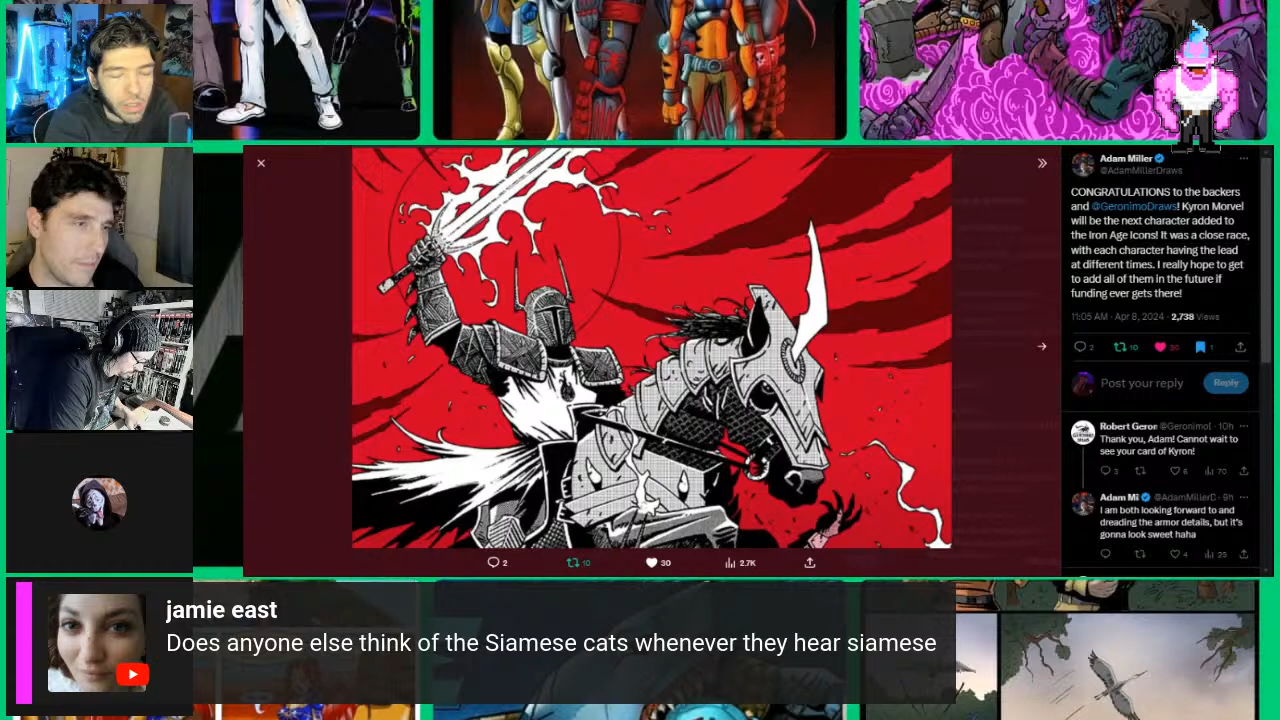 Adam Miller
@AdamMillerDraws
CONGRATULATIONS to the backers
and @GeronimoDraws! Kyron Morvel
will be the next character added to
the Iron Age Icons! It was a close race,
with each character having the lead
at different times. I really hope to get
to add all of them in the future if
funding ever gets there!
11:05 AM · Apr 8, 2024 · 2,738 Views
2 10 30 1
Post your reply
Reply
Robert Geron @Geronimo · 10h
Thank you, Adam! Cannot wait to
see your card of Kyron!
3 6 70
Adam Mi @AdamMillerD · 9h
I am both looking forward to and
dreading the armor details, but it's
gonna look sweet haha
4 25
2 10 30 2.7K
jamie east
Does anyone else think of the Siamese cats whenever they hear siamese